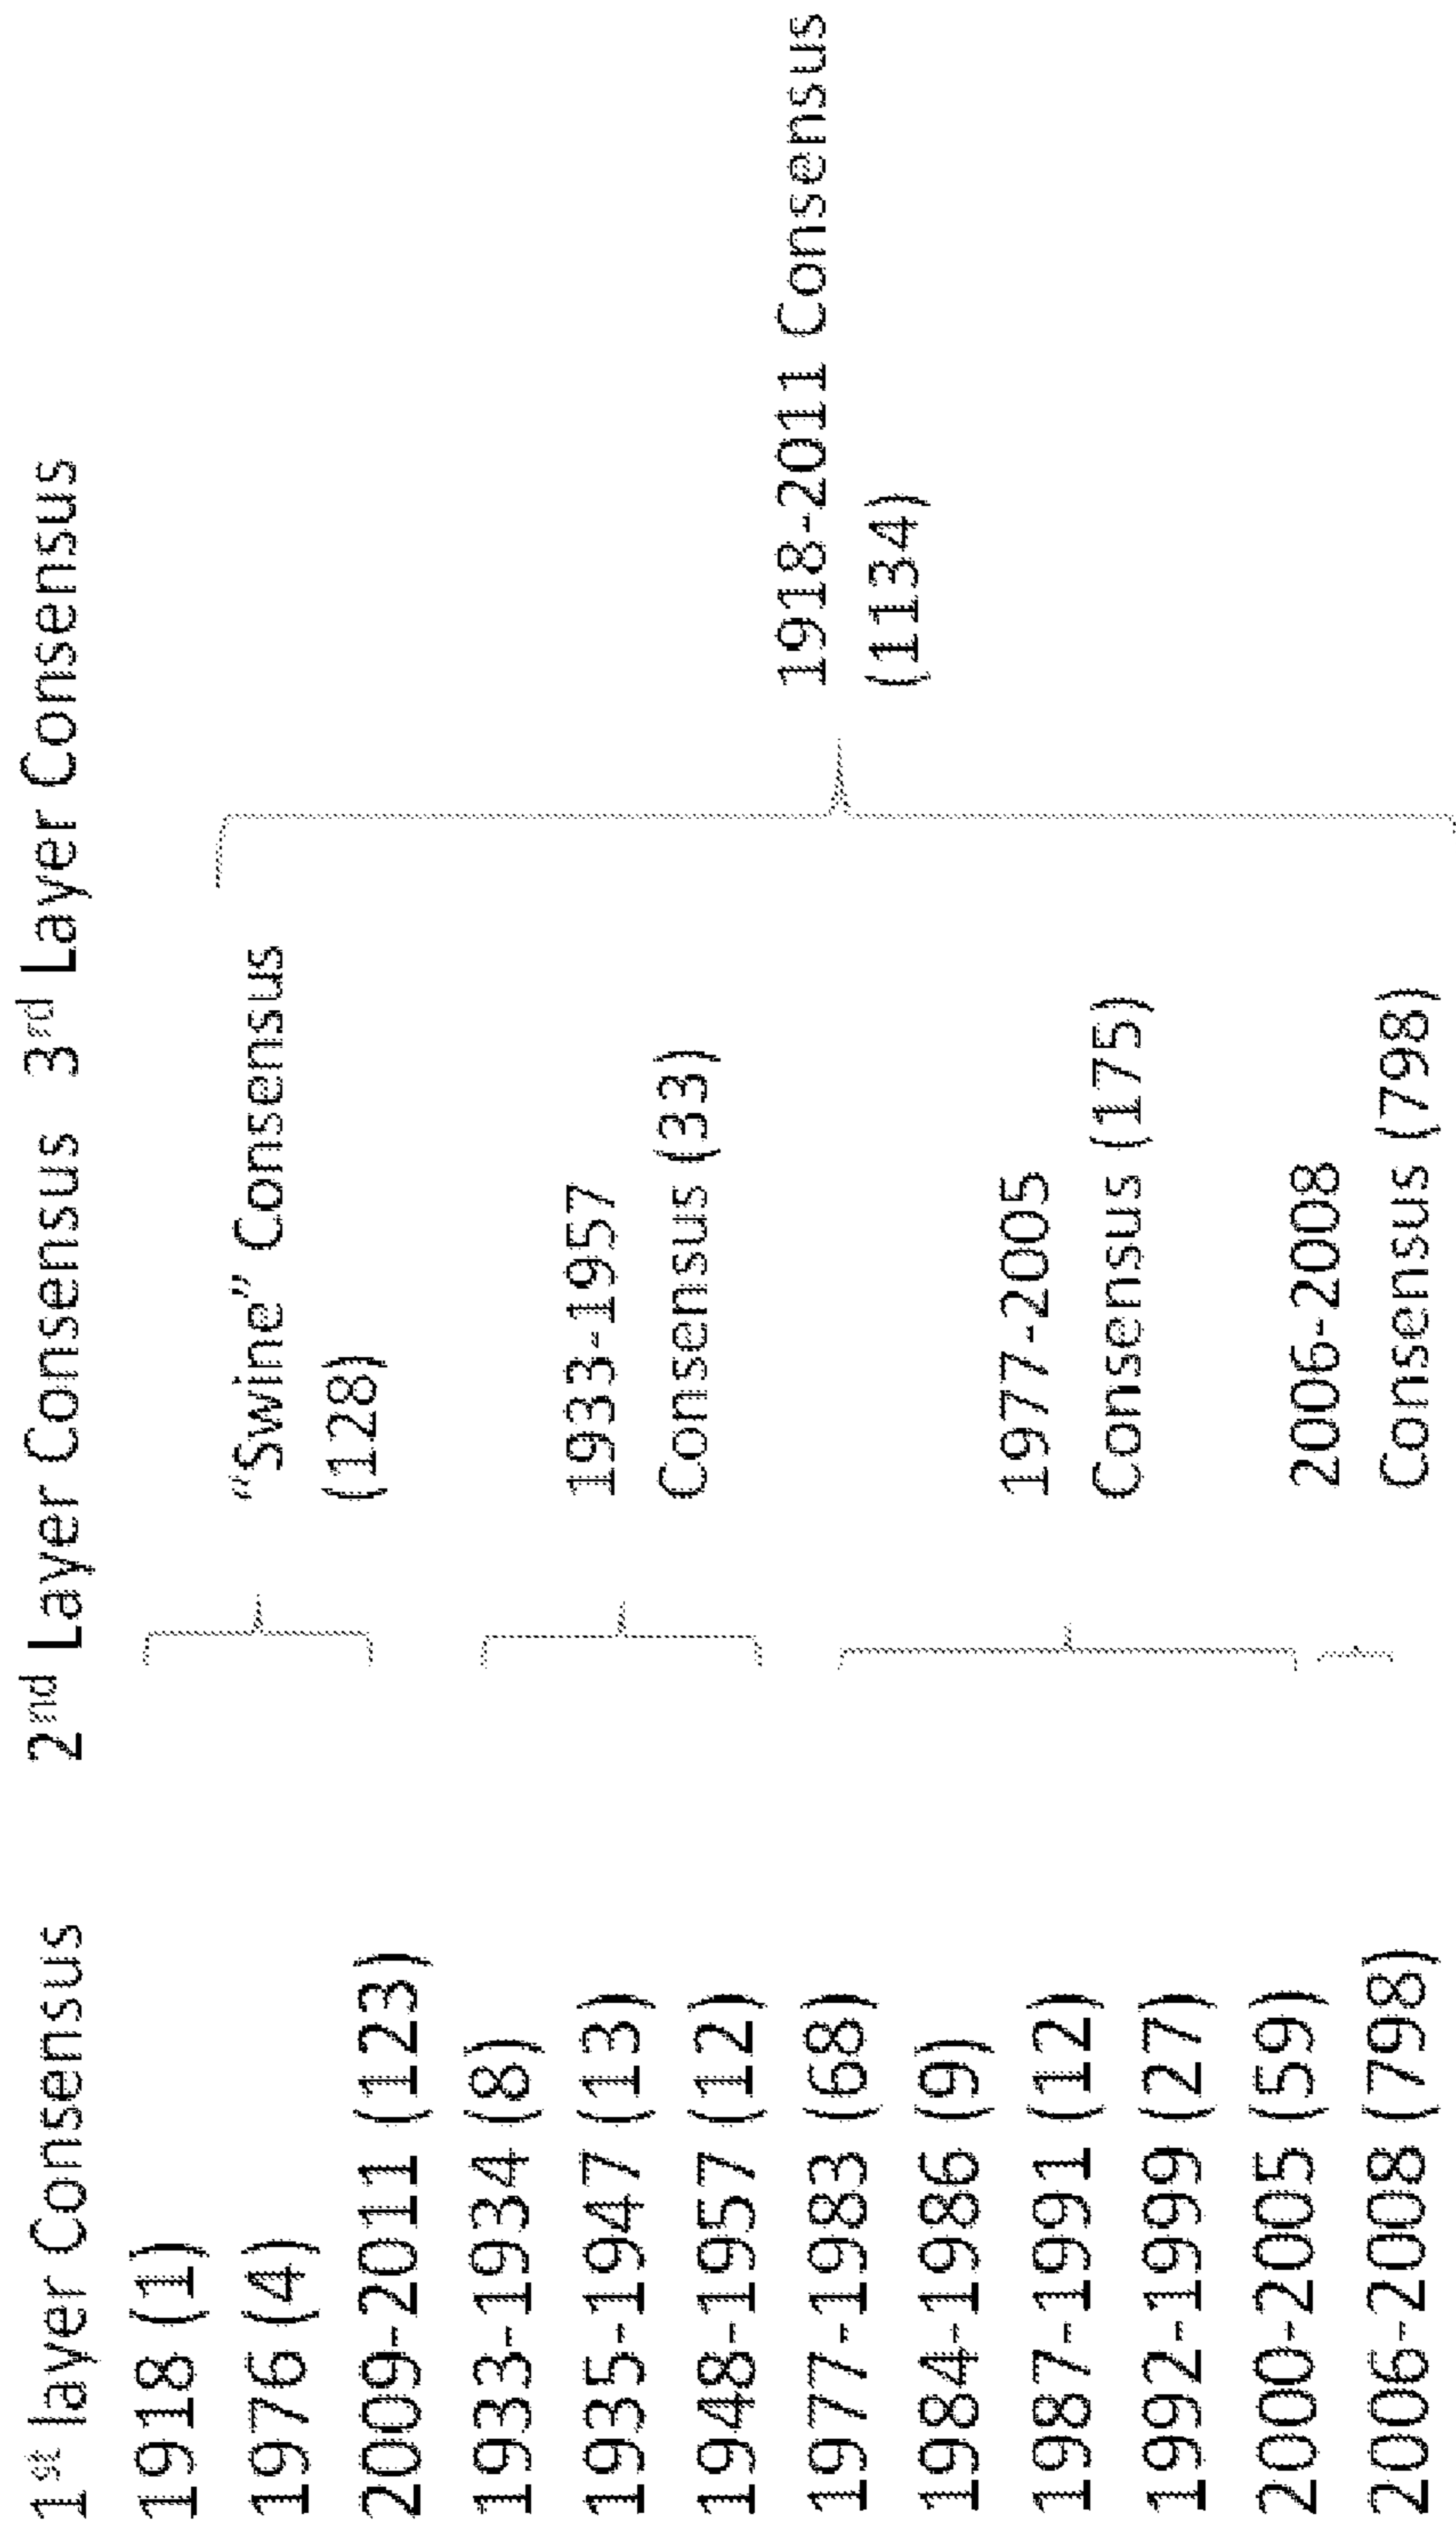 1st layer Consensus
2nd Layer Consensus
3rd Layer Consensus
1918 (1)
1976 (4)
2009-2011 (123)
1933-1934 (8)
1935-1947 (13)
1948-1957 (12)
1977-1983 (68)
1984-1986 (9)
1987-1991 (12)
1992-1999 (27)
2000-2005 (59)
2006-2008 (798)
“Swine” Consensus
(128)
1933-1957
Consensus (33)
1977-2005
Consensus (175)
2006-2008
Consensus (798)
1918-2011 Consensus
(1134)